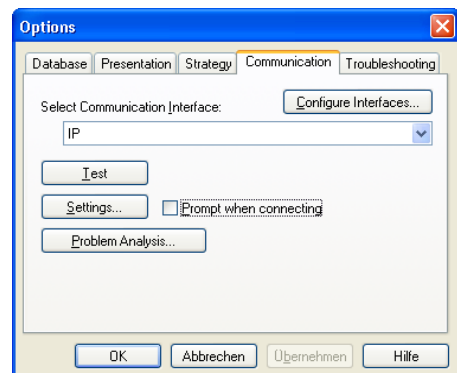 Options
Database Presentation Strategy Communication Troubleshooting
Select Communication Interface: Configure Interfaces...
IP
Test
Settings... Prompt when connecting
Problem Analysis...
OK Abbrechen Übernehmen Hilfe